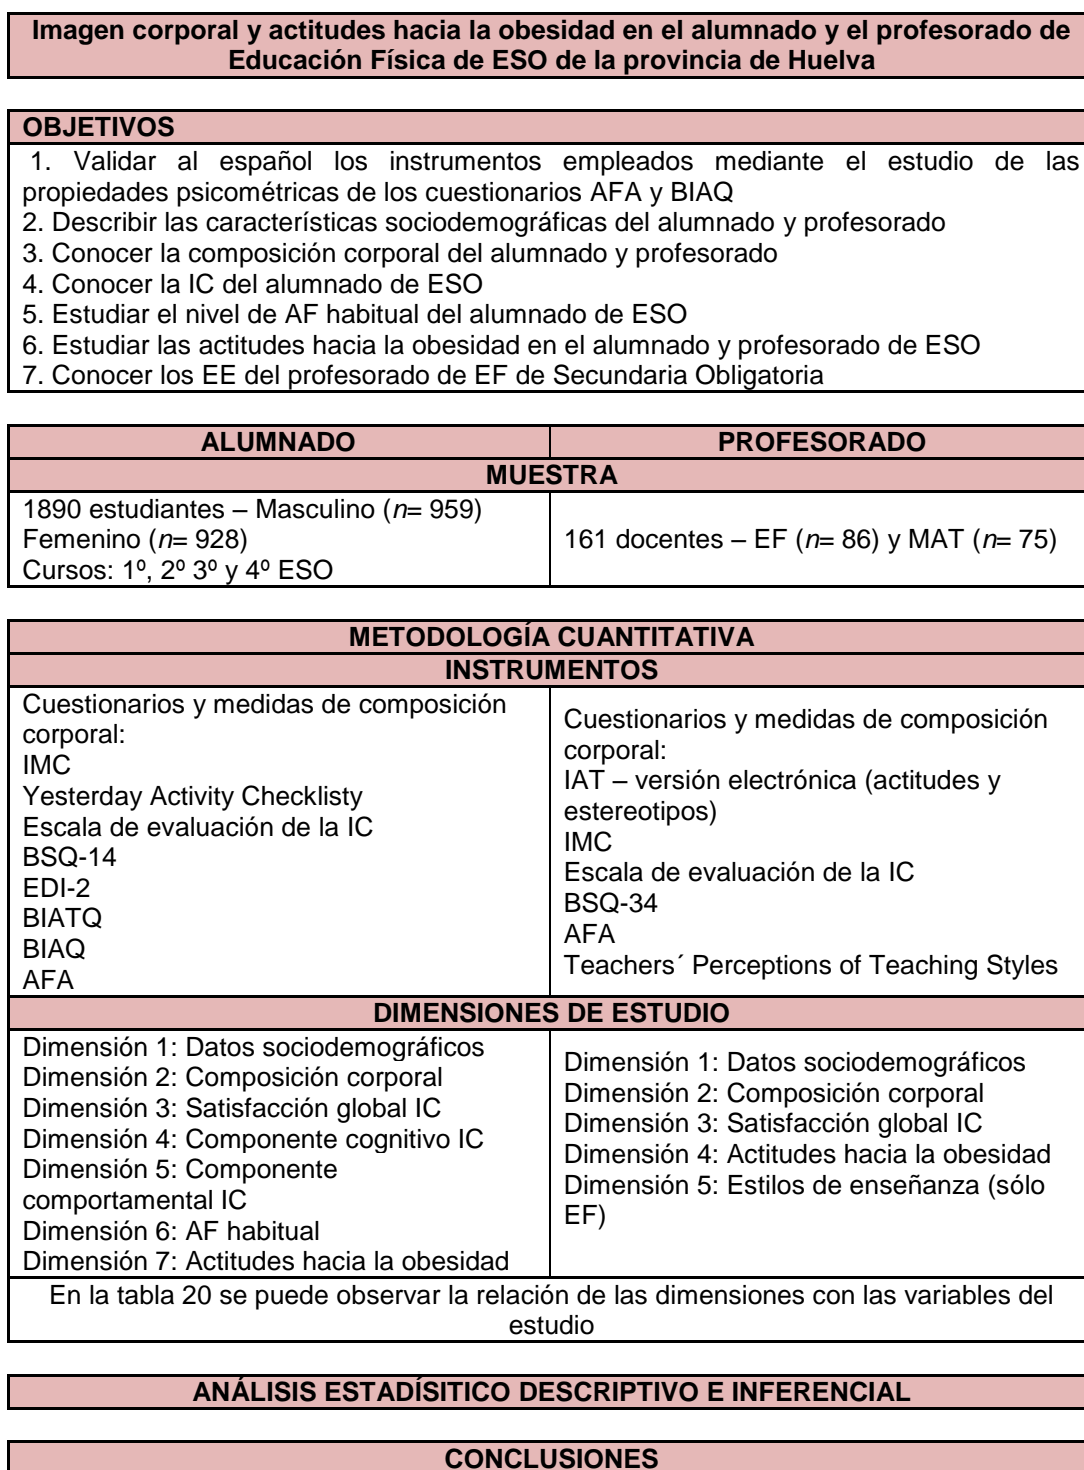 Imagen corporal y actitudes hacia la obesidad en el alumnado y el profesorado de
Educación Física de ESO de la provincia de Huelva
OBJETIVOS
1. Validar al español los instrumentos empleados mediante el estudio de las
propiedades psicométricas de los cuestionarios AFA y BIAQ
2. Describir las características sociodemográficas del alumnado y profesorado
3. Conocer la composición corporal del alumnado y profesorado
4. Conocer la IC del alumnado de ESO
5. Estudiar el nivel de AF habitual del alumnado de ESO
6. Estudiar las actitudes hacia la obesidad en el alumnado y profesorado de ESO
7. Conocer los EE del profesorado de EF de Secundaria Obligatoria
ALUMNADO
PROFESORADO
MUESTRA
1890 estudiantes – Masculino (n= 959)
Femenino (n= 928)
Cursos: 1º, 2º 3º y 4º ESO
161 docentes – EF (n= 86) y MAT (n= 75)
METODOLOGÍA CUANTITATIVA
INSTRUMENTOS
Cuestionarios y medidas de composición
corporal:
IMC
Yesterday Activity Checklisty
Escala de evaluación de la IC
BSQ-14
EDI-2
BIATQ
BIAQ
AFA
Cuestionarios y medidas de composición
corporal:
IAT – versión electrónica (actitudes y
estereotipos)
IMC
Escala de evaluación de la IC
BSQ-34
AFA
Teachers´ Perceptions of Teaching Styles
DIMENSIONES DE ESTUDIO
Dimensión 1: Datos sociodemográficos
Dimensión 2: Composición corporal
Dimensión 3: Satisfacción global IC
Dimensión 4: Componente cognitivo IC
Dimensión 5: Componente
comportamental IC
Dimensión 6: AF habitual
Dimensión 7: Actitudes hacia la obesidad
Dimensión 1: Datos sociodemográficos
Dimensión 2: Composición corporal
Dimensión 3: Satisfacción global IC
Dimensión 4: Actitudes hacia la obesidad
Dimensión 5: Estilos de enseñanza (sólo
EF)
En la tabla 20 se puede observar la relación de las dimensiones con las variables del
estudio
ANÁLISIS ESTADÍSITICO DESCRIPTIVO E INFERENCIAL
CONCLUSIONES